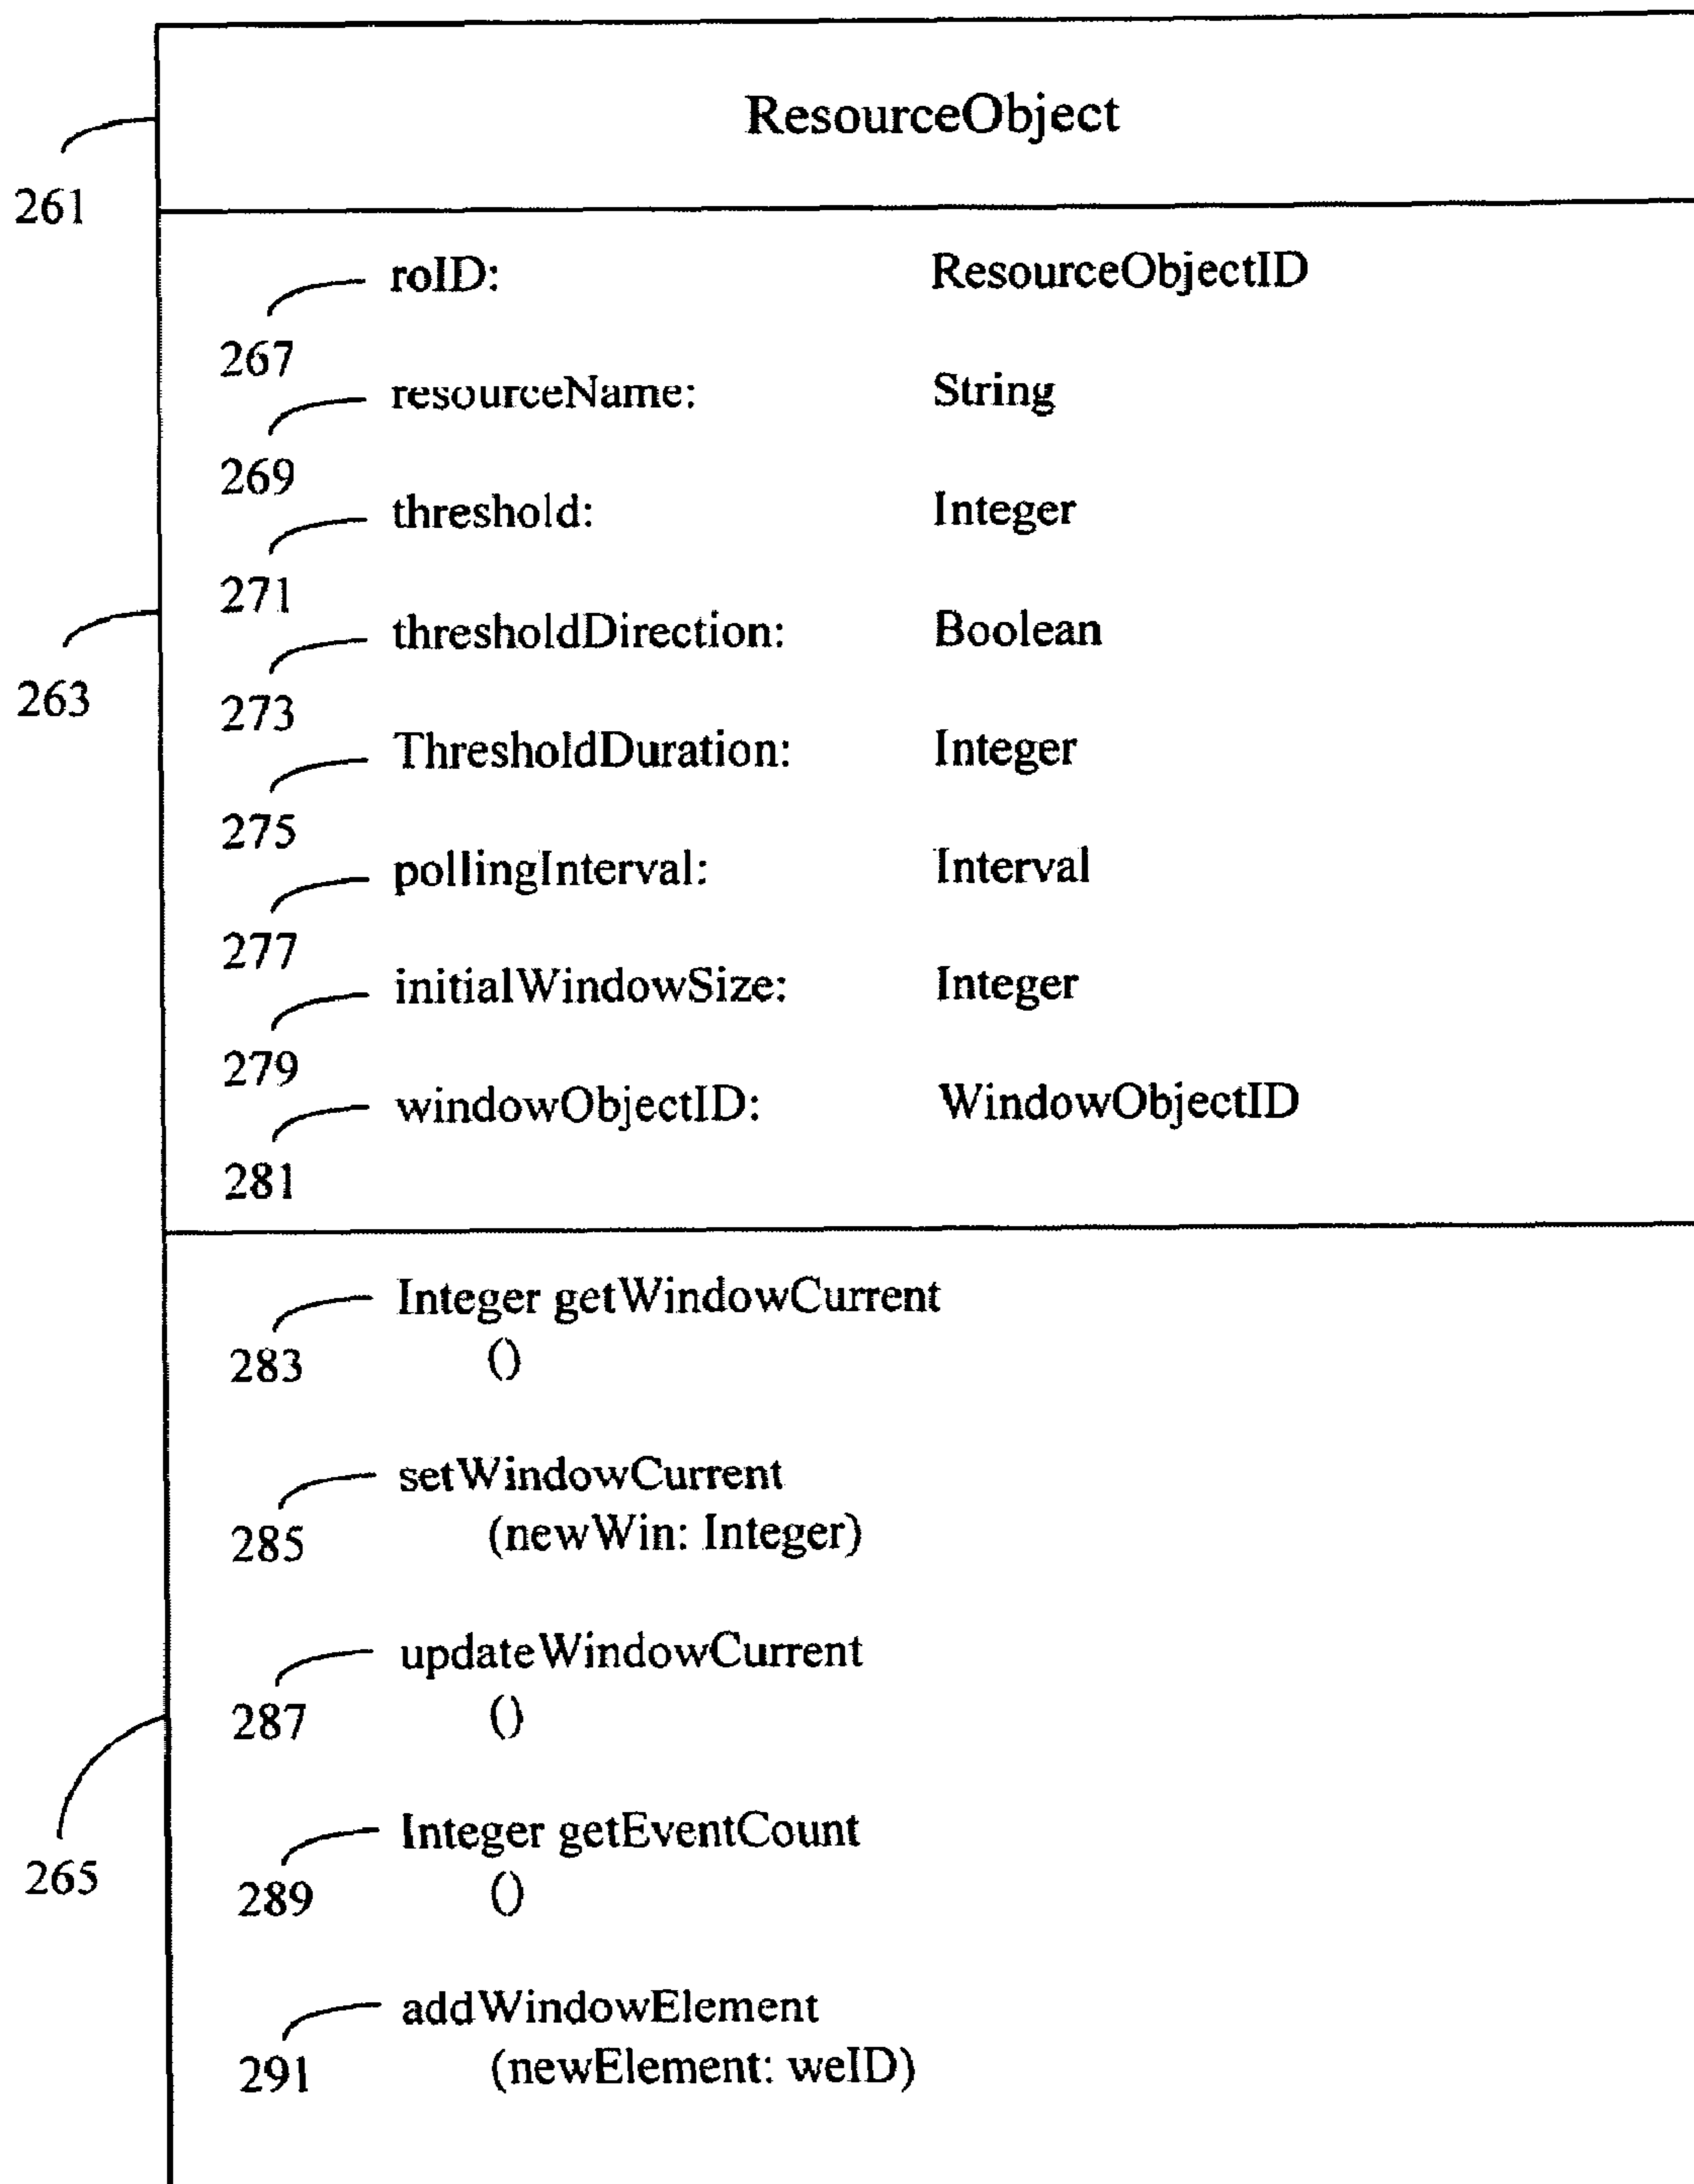 ResourceObject
261
roID: ResourceObjectID
267
resourceName: String
269
threshold: Integer
271
thresholdDirection: Boolean
263
273
ThresholdDuration: Integer
275
pollingInterval: Interval
277
initialWindowSize: Integer
279
windowObjectID: WindowObjectID
281
Integer getWindowCurrent
283 ()
setWindowCurrent
285 (newWin: Integer)
updateWindowCurrent
287 ()
Integer getEventCount
265
289 ()
addWindowElement
291 (newElement: weID)